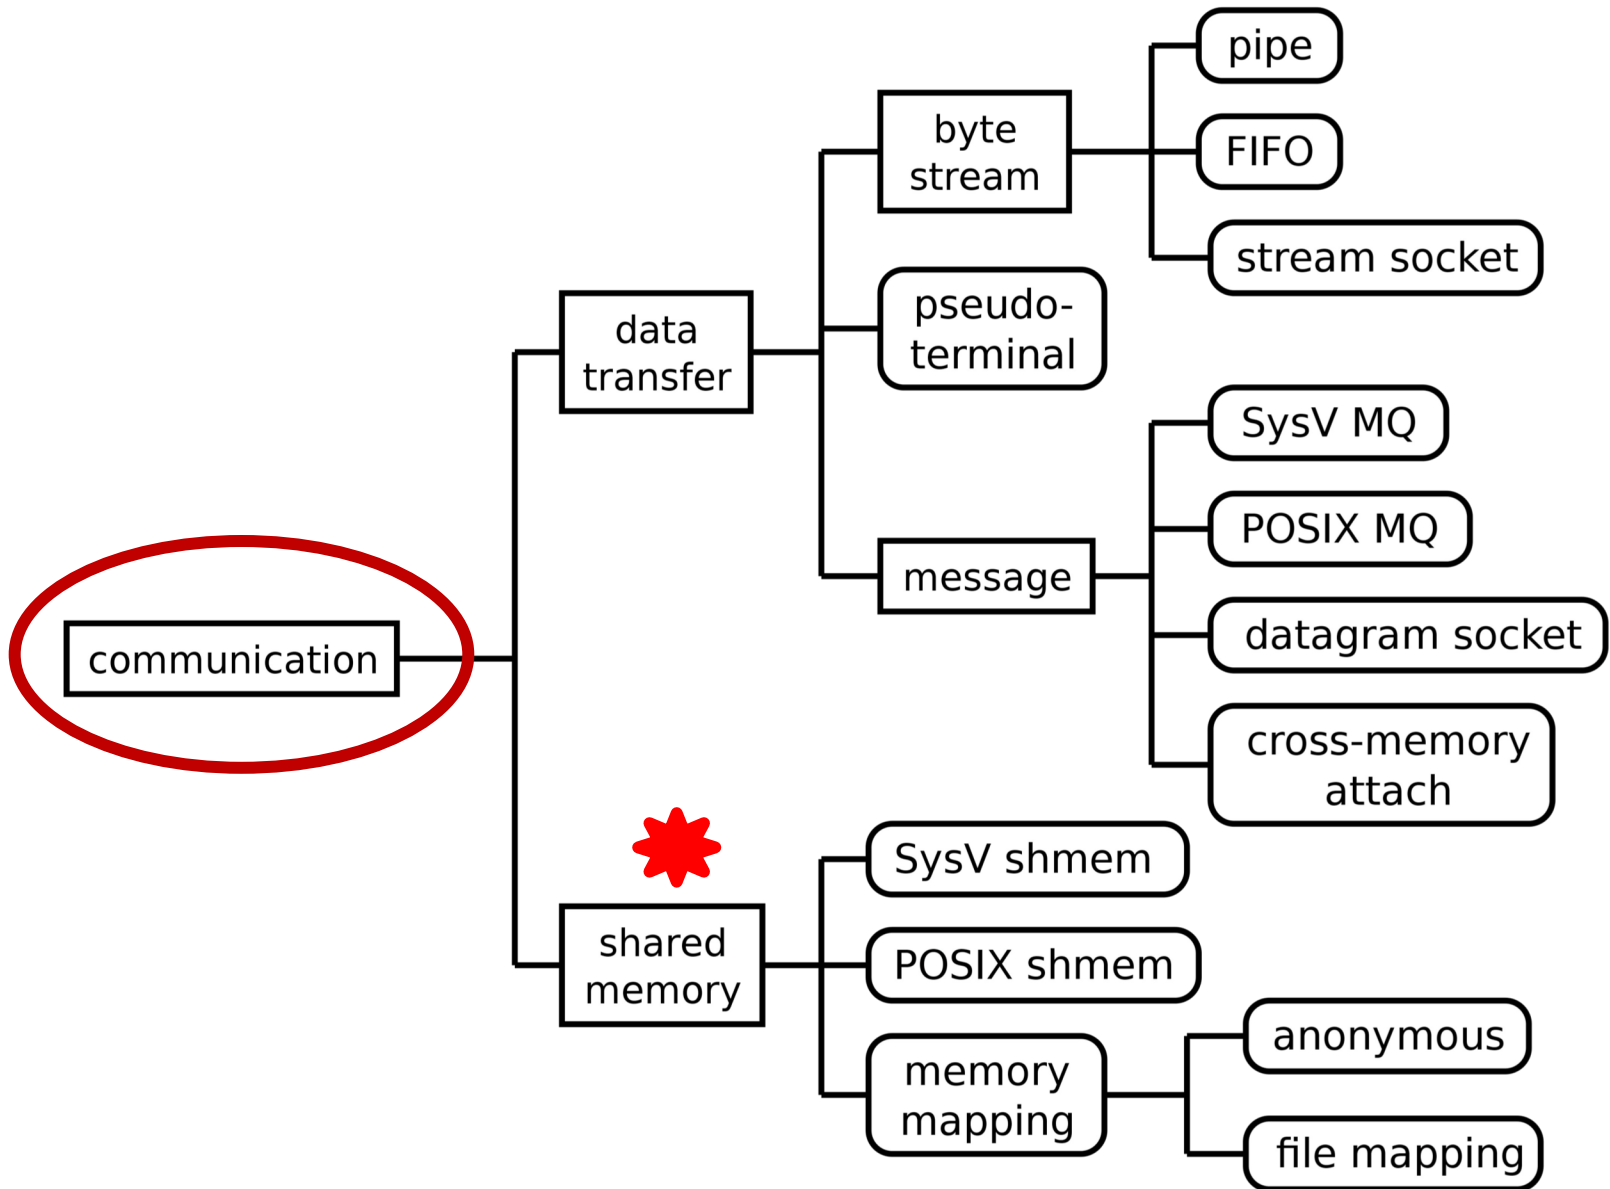 pipe
byte
stream
FIFO
stream socket
pseudo-
terminal
data
transfer
SysV MQ
POSIX MQ
message
datagram socket
communication
cross-memory
attach
SysV shmem
shared
memory
POSIX shmem
anonymous
memory
mapping
file mapping